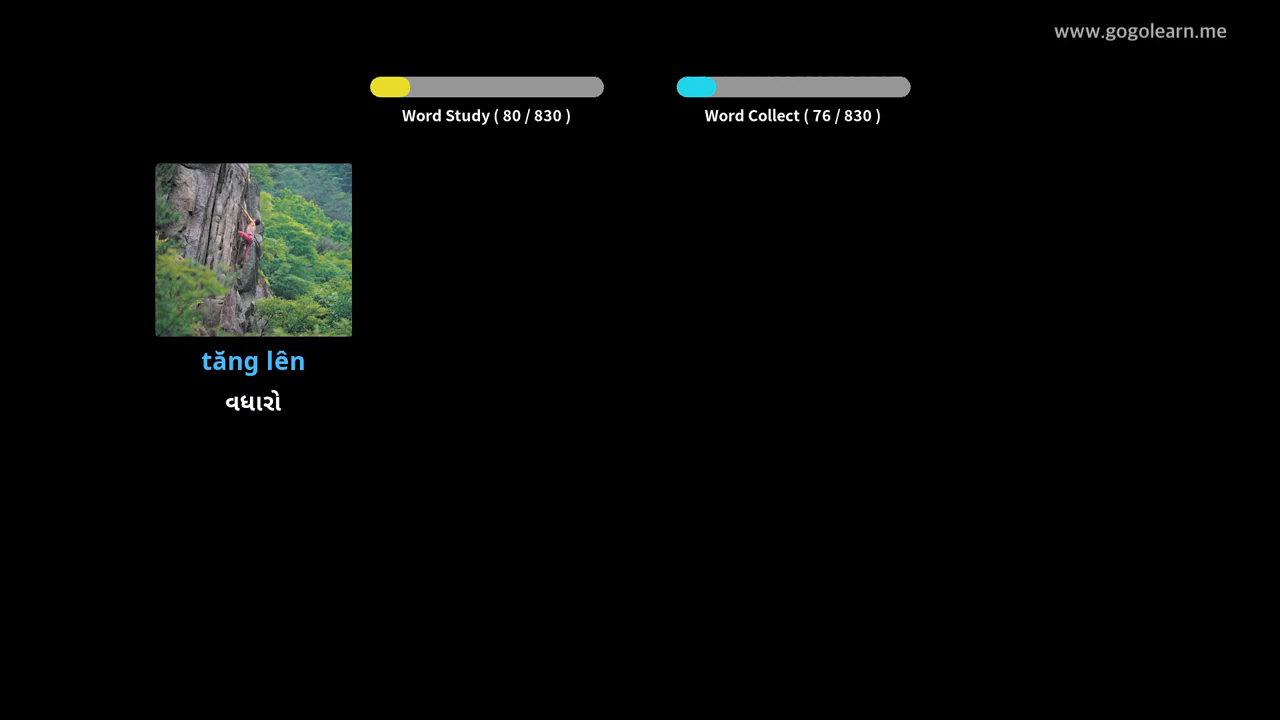 www.gogolearn.me
Word Study ( 80 / 830 )
Word Collect ( 76 / 830 )
tăng lên
વધારો